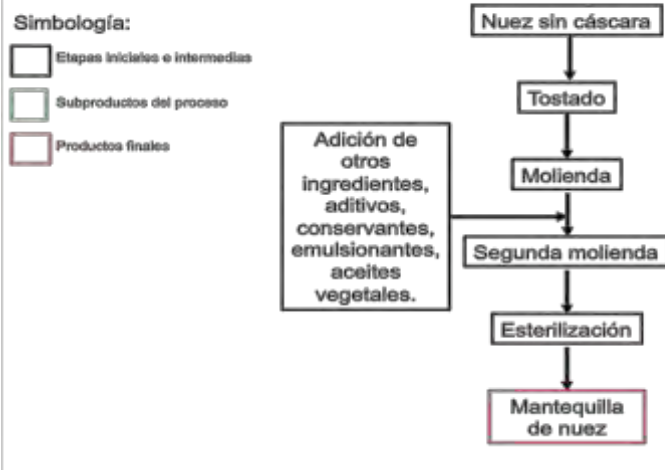 Simbología:
Etapas iniciales e intermedias
Subproductos del proceso
Productos finales
Nuez sin cáscara
Tostado
Adición de
otros
ingredientes,
aditivos,
conservantes,
emulsionantes,
aceites
vegetales.
Molienda
Segunda molienda
Esterilización
Mantequilla
de nuez